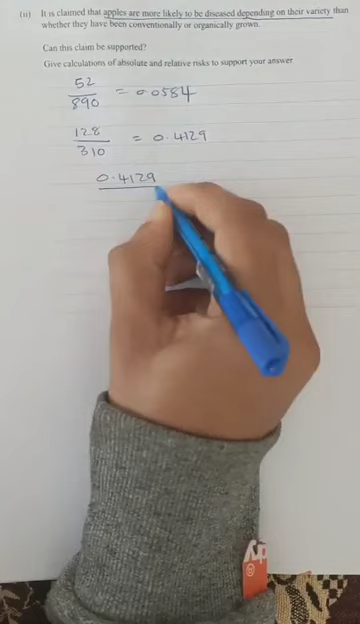 (ii) It is claimed that apples are more likely to be diseased depending on their variety than
whether they have been conventionally or organically grown.
Can this claim be supported?
Give calculations of absolute and relative risks to support your answer
52
890 = 0.0584
128
310 = 0.4129
0.4129